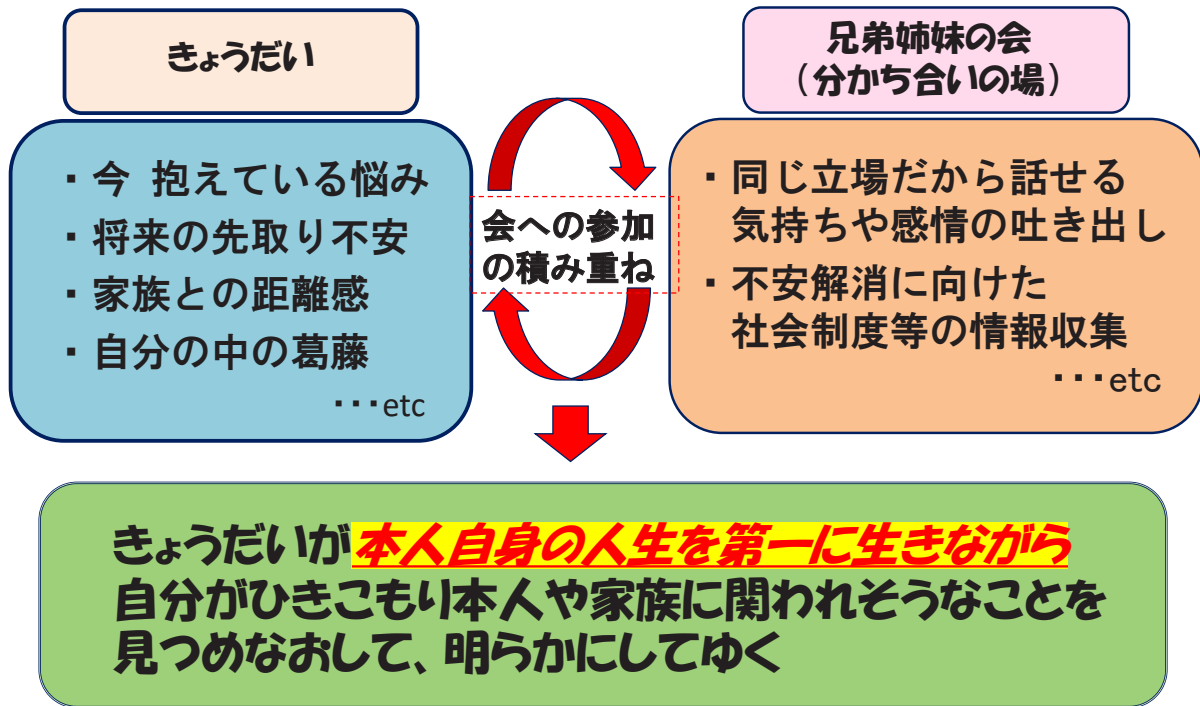 きょうだい
・今 抱えている悩み
・将来の先取り不安
・家族との距離感
・自分の中の葛藤
・・・etc
会への参加
の積み重ね
兄弟姉妹の会
（分かち合いの場）
・同じ立場だから話せる
気持ちや感情の吐き出し
・不安解消に向けた
社会制度等の情報収集
・・・etc
きょうだいが本人自身の人生を第一に生きながら
自分がひきこもり本人や家族に関われそうなことを
見つめなおして、明らかにしてゆく